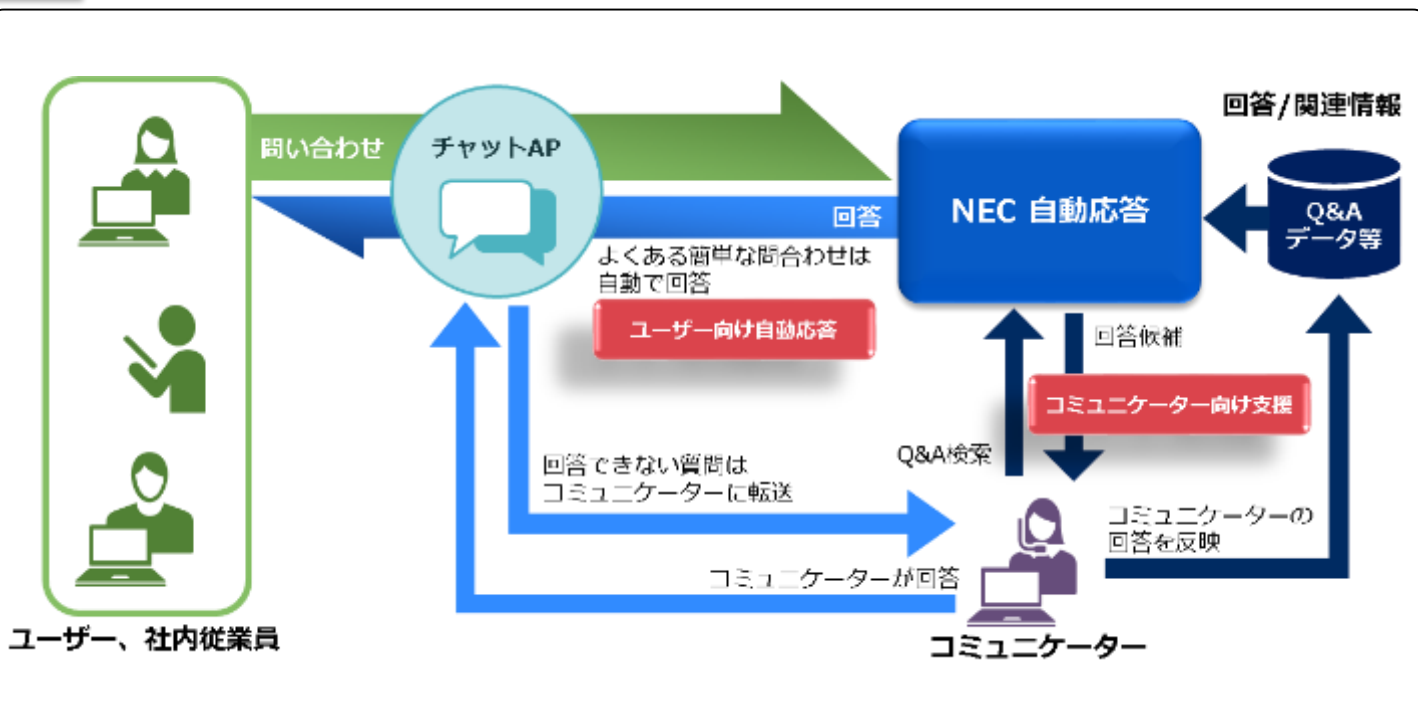 回答/関連情報
問い合わせ
チャットAP
NEC 自動応答
Q&A
データ等
回答
よくある簡単な問合わせは
自動で回答
ユーザー向け自動応答
回答候補
コミュニケーター向け支援
Q&A検索
回答できない質問は
コミュニケーターに転送
コミュニケーターの
回答を反映
コミュニケーターが回答
ユーザー、社内従業員
コミュニケーター